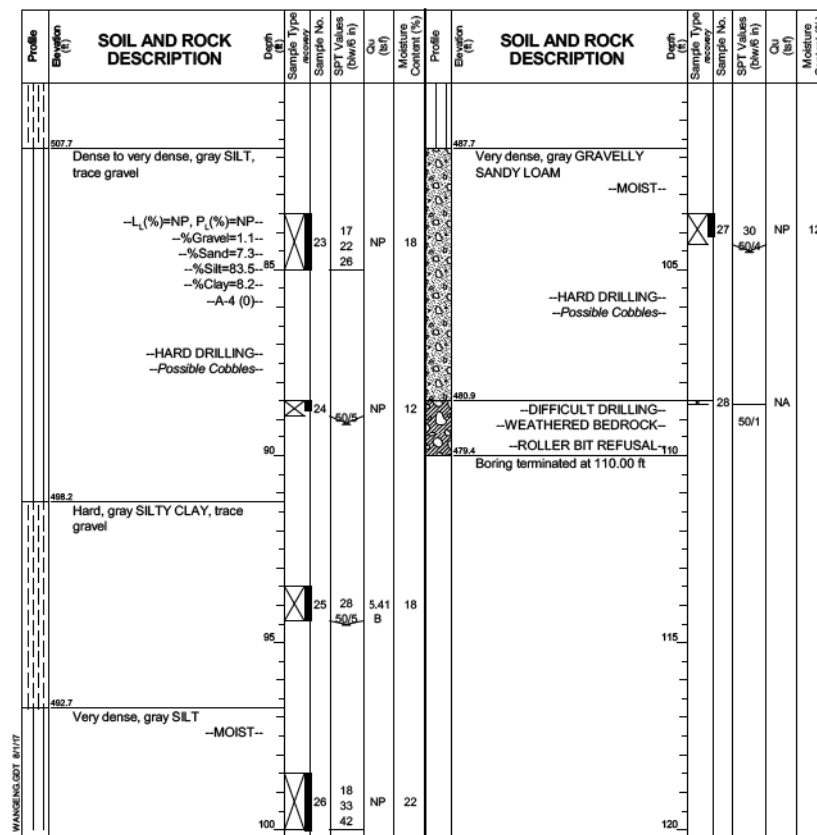 Profile
Elevation (ft)
SOIL AND ROCK
DESCRIPTION
Depth (ft)
Sample Type
recovery
Sample No.
SPT Values
(blw/6 in)
Qu
(tsf)
Moisture
Content (%)
507.7
Dense to very dense, gray SILT,
trace gravel
--LL(%)=NP, PL(%)=NP--
--%Gravel=1.1--
--%Sand=7.3--
--%Silt=83.5--
--%Clay=8.2--
--A-4 (0)--
85
23
17
22
26
NP
18
--HARD DRILLING--
--Possible Cobbles--
24
50/5
NP
12
90
498.2
Hard, gray SILTY CLAY, trace
gravel
25
28
50/5
5.41
B
18
95
492.7
Very dense, gray SILT
--MOIST--
26
18
33
42
NP
22
100
WANGENG.GDT 8/1/17
Profile
Elevation (ft)
SOIL AND ROCK
DESCRIPTION
Depth (ft)
Sample Type
recovery
Sample No.
SPT Values
(blw/6 in)
Qu
(tsf)
Moisture
Content (%)
487.7
Very dense, gray GRAVELLY
SANDY LOAM
--MOIST--
27
30
50/4
NP
12
105
--HARD DRILLING--
--Possible Cobbles--
480.9
28
NA
--DIFFICULT DRILLING--
50/1
--WEATHERED BEDROCK--
--ROLLER BIT REFUSAL--
110
479.4
Boring terminated at 110.00 ft
115
120